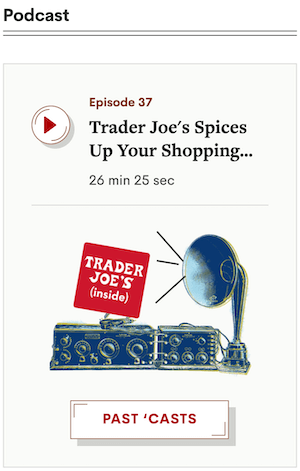 Podcast
Episode 37
Trader Joe's Spices
Up Your Shopping...
26 min 25 sec
TRADER
JOE'S
(inside)
PAST ‘CASTS